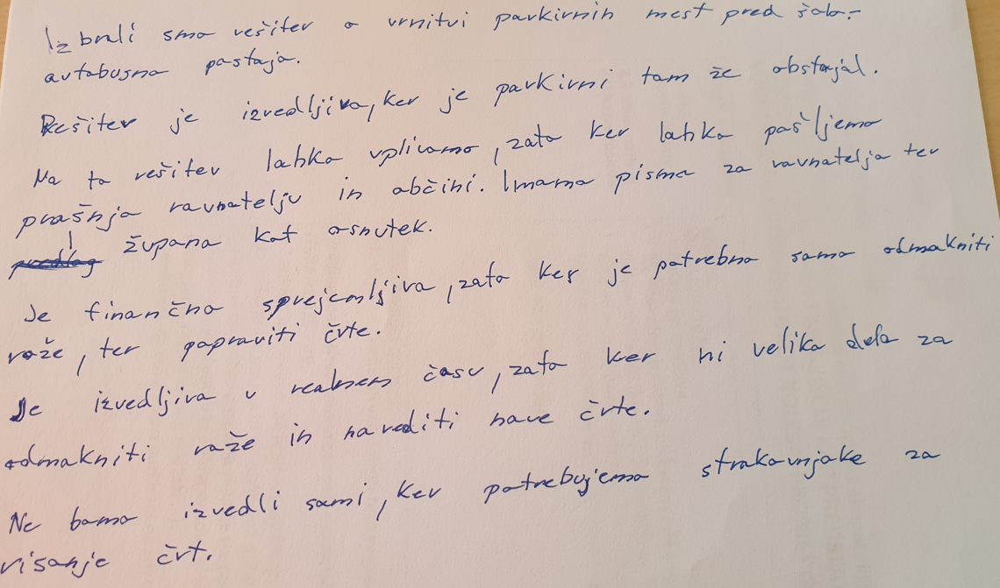 Izbrali smo rešitev o vrnitvi parkirnih mest pred šolo-
avtobusno postajo.
Rešitev je izvedljiva, ker je parkirni tam že obstajal.
Na to rešitev lahko vplivamo, zato ker lahko pošljemo
prašnja ravnatelju in občini. Imamo pisma za ravnatelja ter
predlog župana kot osnutek.
Je finančno sprejemljiva, zato ker je potrebno samo odmakniti
rože, ter popraviti črte.
Je izvedljiva v realnem času, zato ker ni veliko dela za
odmakniti rože in narediti nove črte.
Ne bomo izvedli sami, ker potrebujemo strokovnjake za
risanje črt.